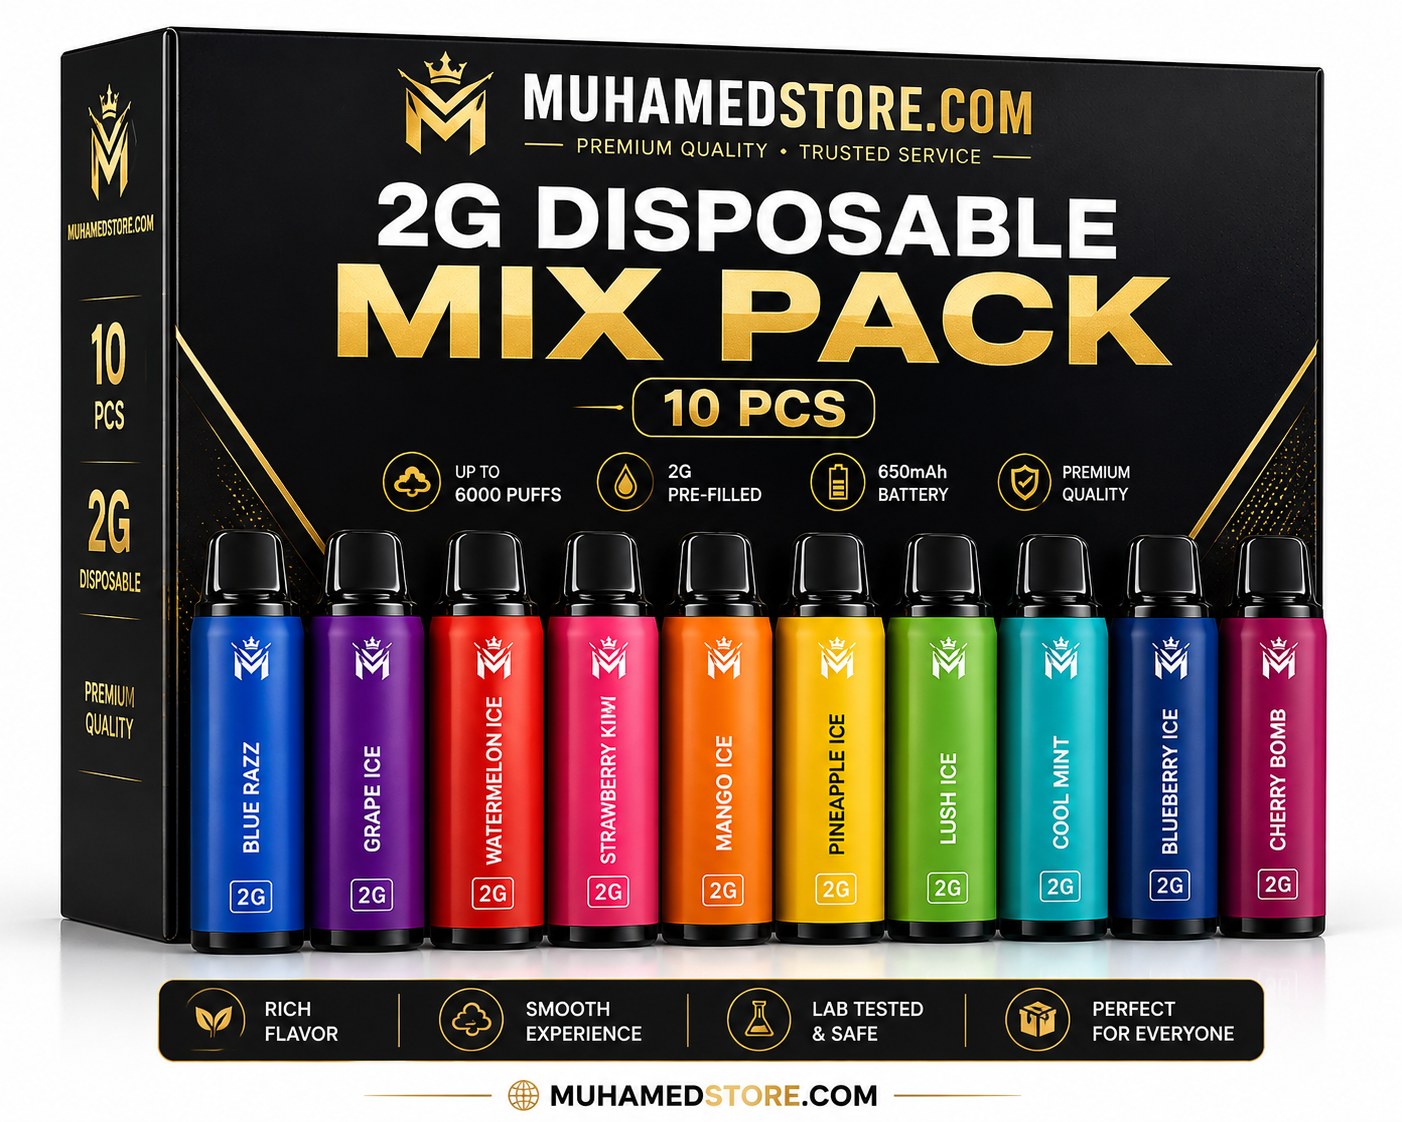 MUHAMEDSTORE.COM
PREMIUM QUALITY • TRUSTED SERVICE
2G DISPOSABLE
MIX PACK
10 PCS
UP TO
6000 PUFFS
2G
PRE-FILLED
650mAh
BATTERY
PREMIUM
QUALITY
MUHAMEDSTORE.COM
10
PCS
2G
DISPOSABLE
PREMIUM
QUALITY
BLUE RAZZ
2G
GRAPE ICE
2G
WATERMELON ICE
2G
STRAWBERRY KIWI
2G
MANGO ICE
2G
PINEAPPLE ICE
2G
LUSH ICE
2G
COOL MINT
2G
BLUEBERRY ICE
2G
CHERRY BOMB
2G
RICH
FLAVOR
SMOOTH
EXPERIENCE
LAB TESTED
& SAFE
PERFECT
FOR EVERYONE
MUHAMEDSTORE.COM